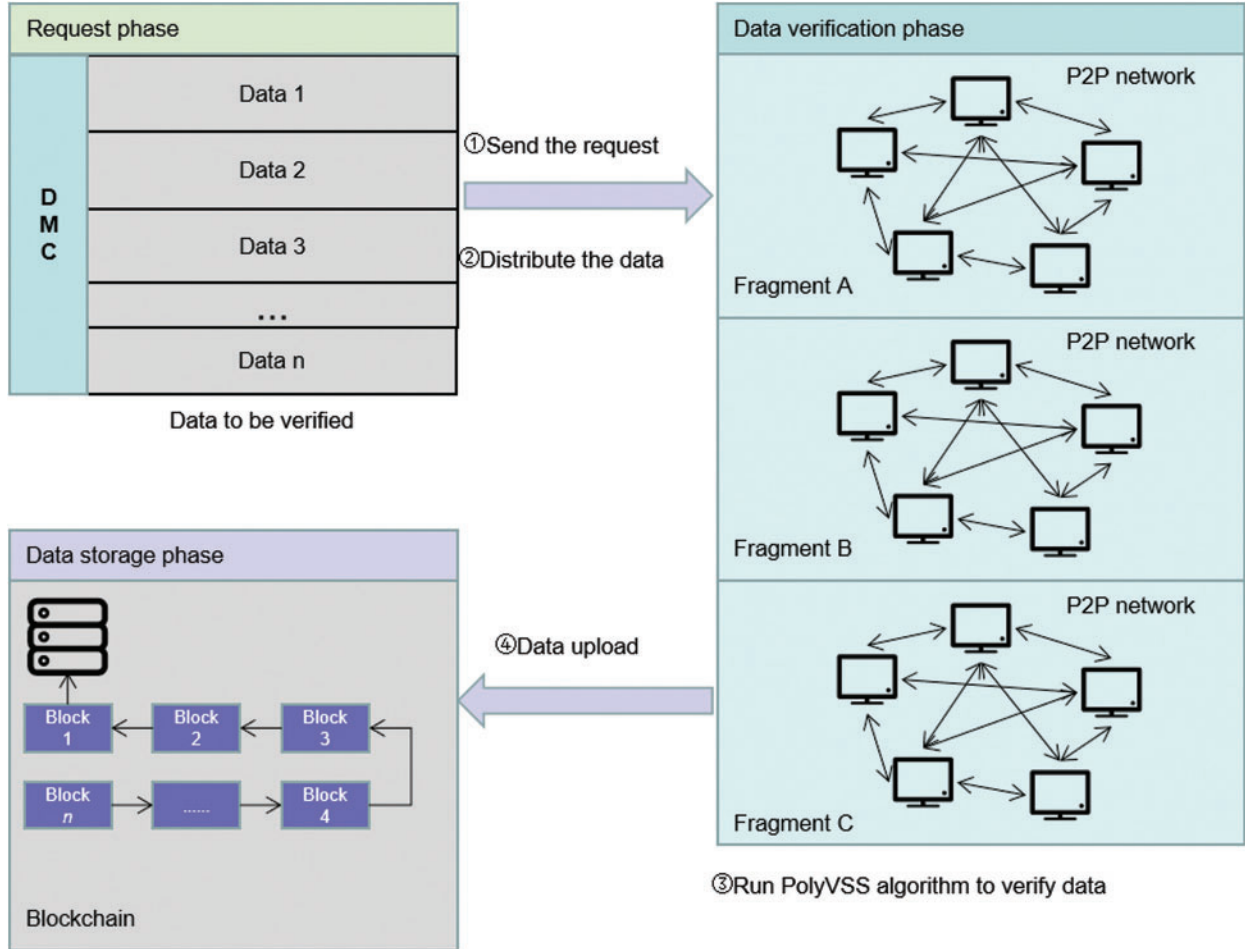 Request phase
D
M
C
Data 1
Data 2
Data 3
...
Data n
Data to be verified
①Send the request
②Distribute the data
Data verification phase
P2P network
Fragment A
P2P network
Fragment B
P2P network
Fragment C
③Run PolyVSS algorithm to verify data
④Data upload
Data storage phase
Block
1
Block
2
Block
3
Block
n
......
Block
4
Blockchain